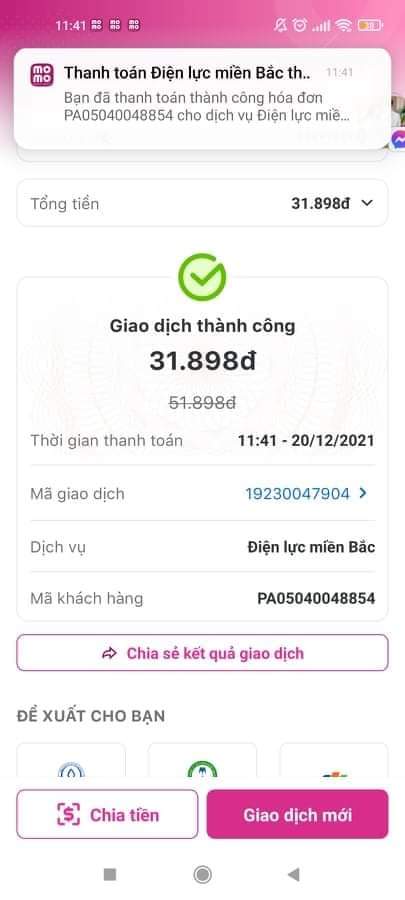 11:41
momo Thanh toán Điện lực miền Bắc th.. 11:41
Bạn đã thanh toán thành công hóa đơn
PA05040048854 cho dịch vụ Điện lực miề...
Tổng tiền 31.898đ
Giao dịch thành công
31.898đ
51.898đ
Thời gian thanh toán 11:41 - 20/12/2021
Mã giao dịch 19230047904
Dịch vụ Điện lực miền Bắc
Mã khách hàng PA05040048854
Chia sẻ kết quả giao dịch
ĐỀ XUẤT CHO BẠN
Chia tiền Giao dịch mới